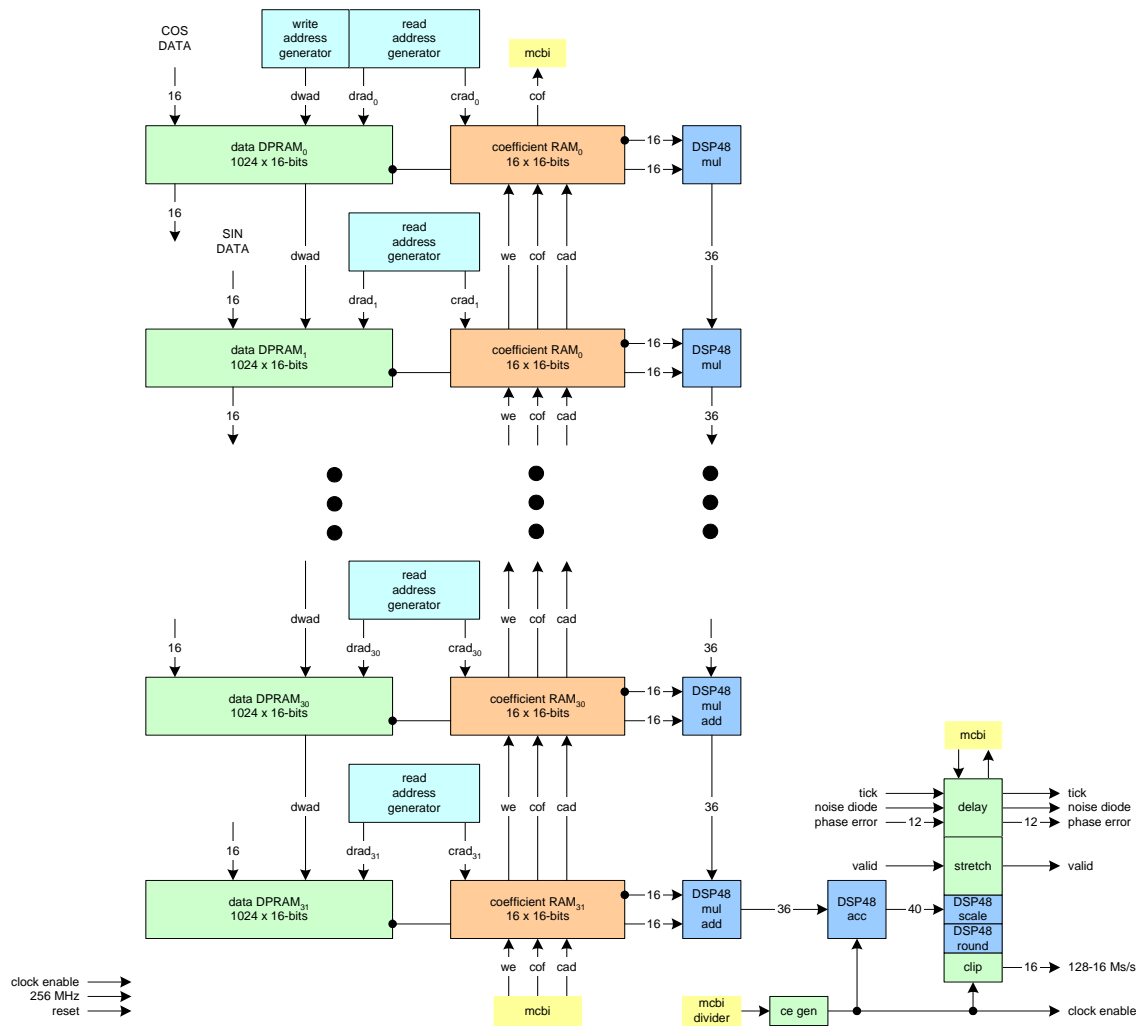 COS
DATA
write
address
generator
read
address
generator
mcbi
16
dwad
drad₀
crad₀
cof
data DPRAM₀
1024 x 16-bits
coefficient RAM₀
16 x 16-bits
16
16
DSP48
mul
16
SIN
DATA
read
address
generator
dwad
we
cof
cad
36
16
drad₁
crad₁
data DPRAM₁
1024 x 16-bits
coefficient RAM₀
16 x 16-bits
16
16
DSP48
mul
16
we
cof
cad
36
read
address
generator
dwad
we
cof
cad
16
drad₃₀
crad₃₀
36
data DPRAM₃₀
1024 x 16-bits
coefficient RAM₃₀
16 x 16-bits
16
16
DSP48
mul
add
mcbi
read
address
generator
dwad
we
cof
cad
36
tick
noise diode
phase error
12
delay
12
tick
noise diode
phase error
16
drad₃₁
crad₃₁
valid
stretch
valid
data DPRAM₃₁
1024 x 16-bits
coefficient RAM₃₁
16 x 16-bits
16
16
DSP48
mul
add
36
DSP48
acc
40
DSP48
scale
DSP48
round
clip
16
128-16 Ms/s
we
cof
cad
clock enable
256 MHz
reset
mcbi
mcbi
divider
ce gen
clock enable